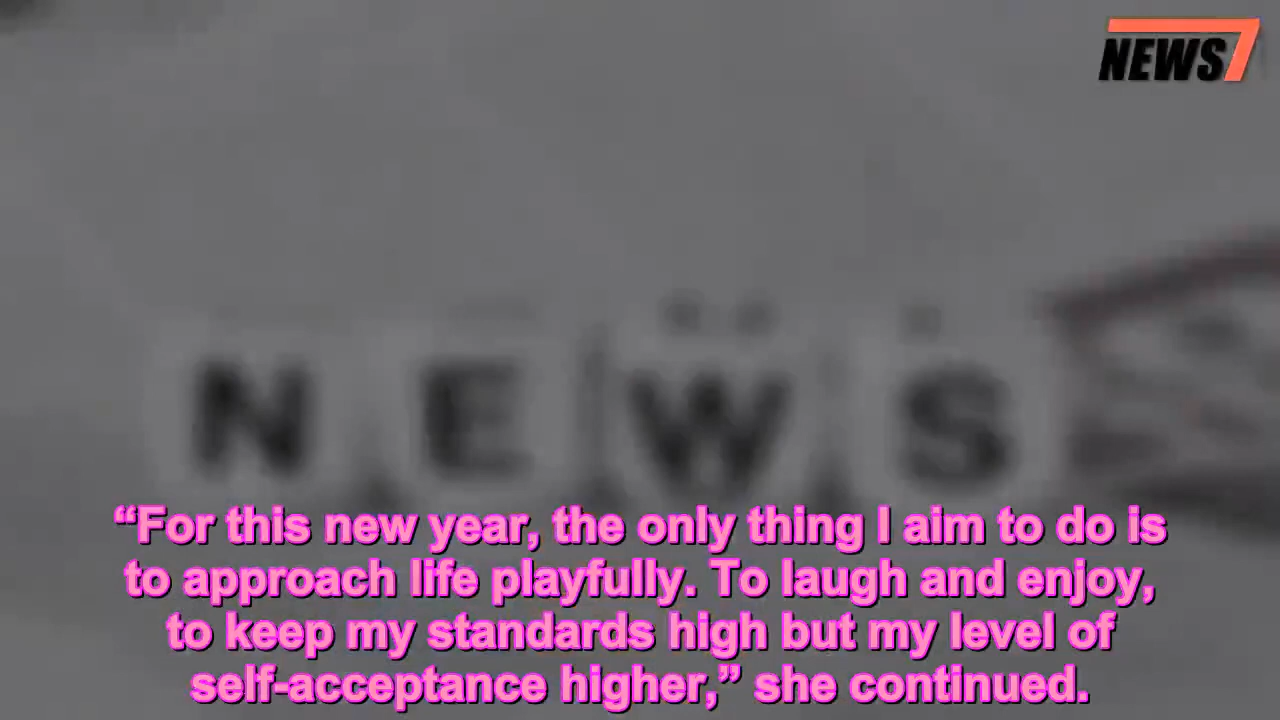 NEWS7
NEWS
“For this new year, the only thing I aim to do is
to approach life playfully. To laugh and enjoy,
to keep my standards high but my level of
self-acceptance higher,” she continued.